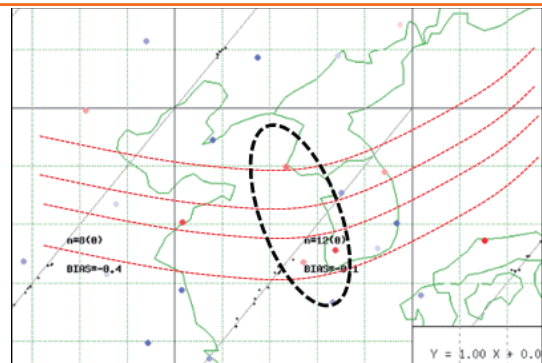 n=8(0) n=12(0)
BIAS=-0.4 BIAS=-0.1
Y = 1.00 X + 0.0